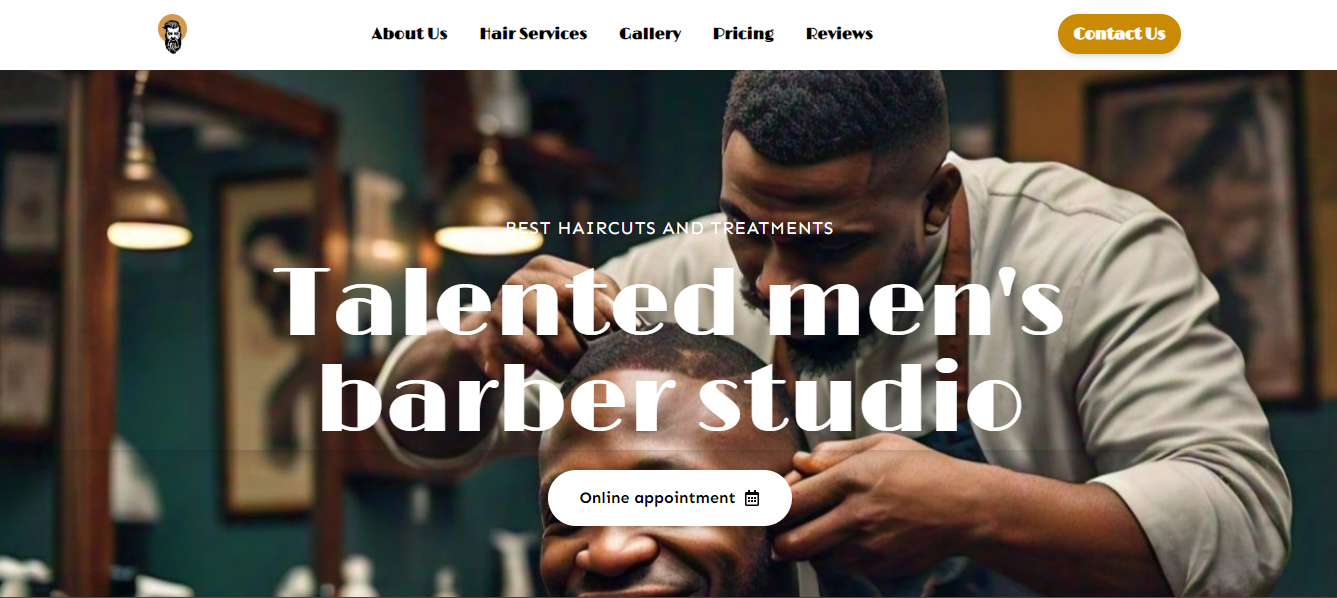 About Us
Hair Services
Gallery
Pricing
Reviews
Contact Us
BEST HAIRCUTS AND TREATMENTS
Talented men's
barber studio
Online appointment